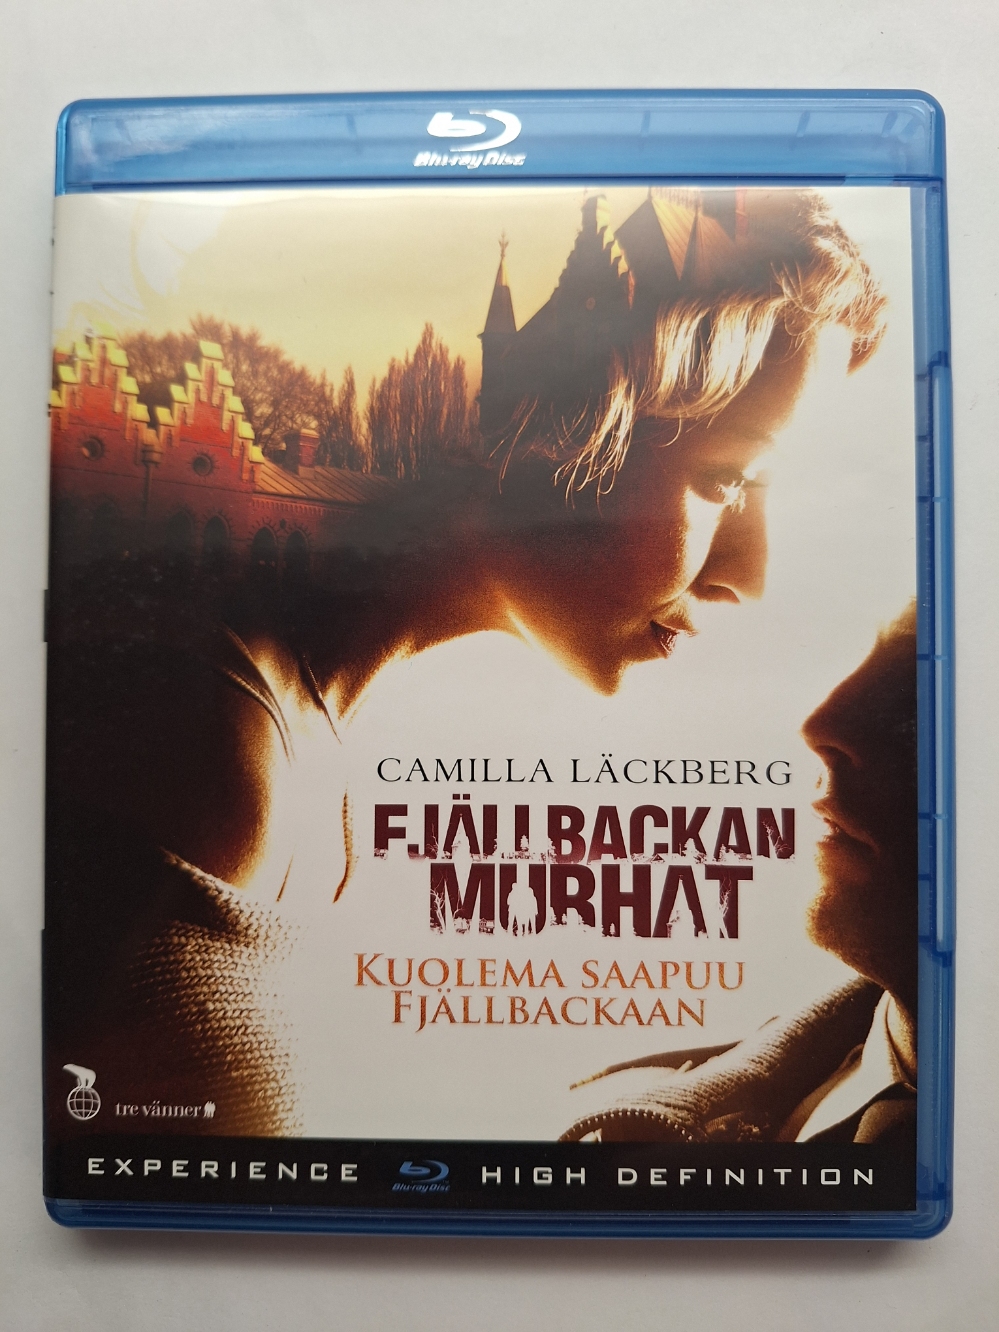 Blu-ray Disc
CAMILLA LÄCKBERG
FJÄLLBACKAN
MURHAT
KUOLEMA SAAPUU
FJÄLLBACKAAN
tre vänner
EXPERIENCE Blu-ray Disc HIGH DEFINITION